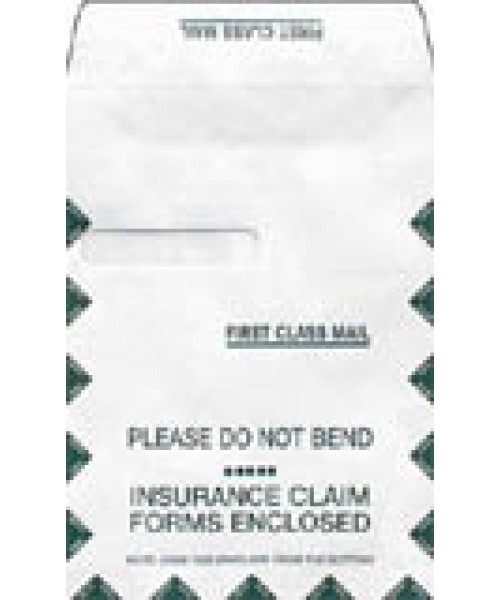 FIRST CLASS MAIL
FIRST CLASS MAIL
PLEASE DO NOT BEND
INSURANCE CLAIM
FORMS ENCLOSED